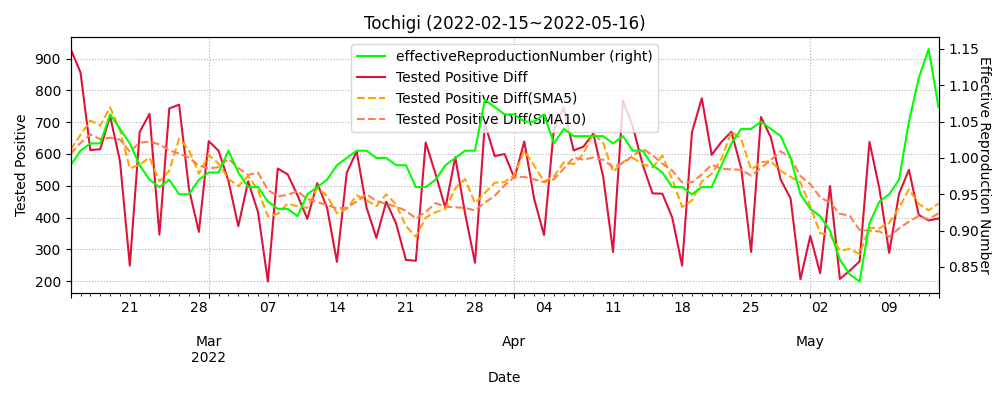 Tochigi (2022-02-15~2022-05-16)
effectiveReproductionNumber (right)
Tested Positive Diff
Tested Positive Diff(SMA5)
Tested Positive Diff(SMA10)
Tested Positive
900
800
700
600
500
400
300
200
1.15
1.10
1.05
1.00
0.95
0.90
0.85
Effective Reproduction Number
21 28 07 14 21 28 04 11 18 25 02 09
Mar Apr May
2022
Date